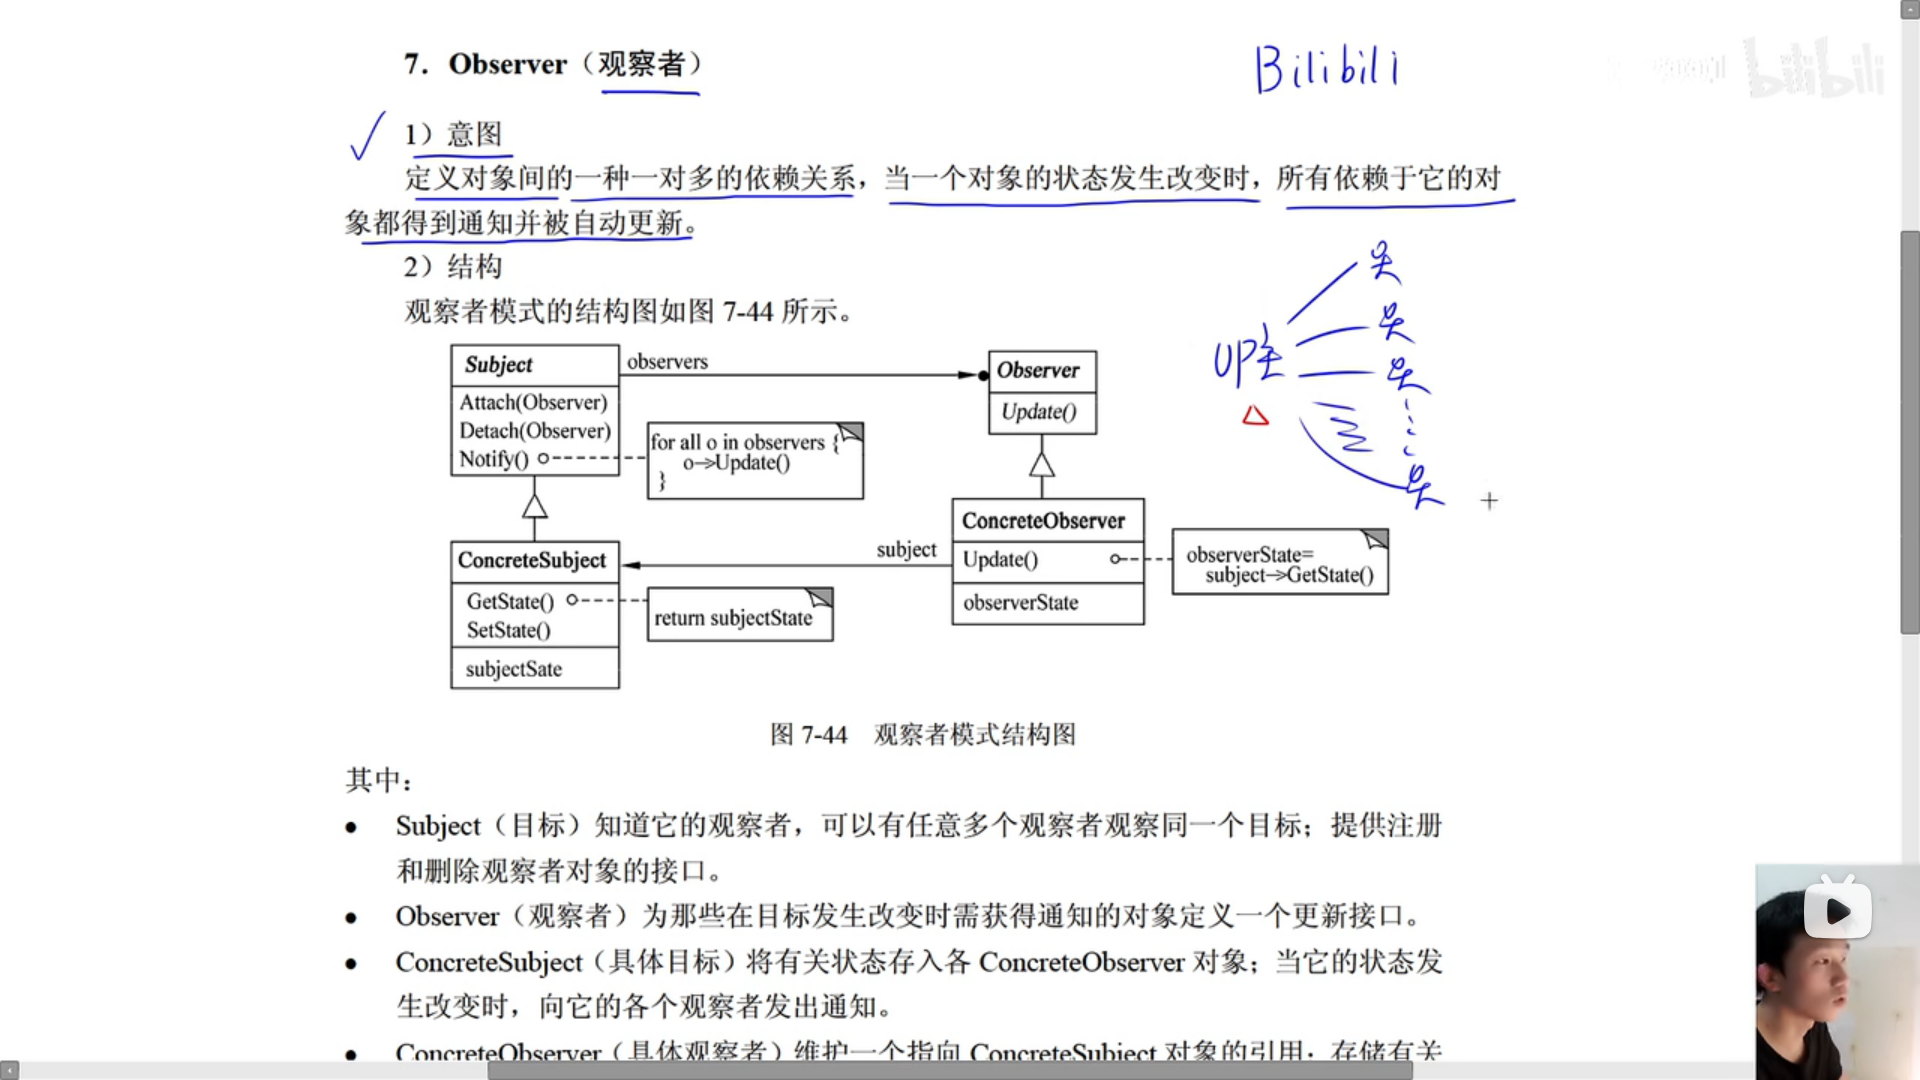 7．Observer（观察者）
Bilibili
bilibili
1）意图
定义对象间的一种一对多的依赖关系，当一个对象的状态发生改变时，所有依赖于它的对
象都得到通知并被自动更新。
2）结构
观察者模式的结构图如图 7-44 所示。
Subject
observers
Observer
Attach(Observer)
Detach(Observer)
Notify()
for all o in observers {
o->Update()
}
Update()
UP主
ConcreteSubject
GetState()
SetState()
subjectSate
return subjectState
subject
ConcreteObserver
Update()
observerState
observerState=
subject->GetState()
图 7-44　观察者模式结构图
其中：
● Subject（目标）知道它的观察者，可以有任意多个观察者观察同一个目标；提供注册
和删除观察者对象的接口。
● Observer（观察者）为那些在目标发生改变时需获得通知的对象定义一个更新接口。
● ConcreteSubject（具体目标）将有关状态存入各 ConcreteObserver 对象；当它的状态发
生改变时，向它的各个观察者发出通知。
● ConcreteObserver（具体观察者）维护一个指向 ConcreteSubject 对象的引用；存储有关